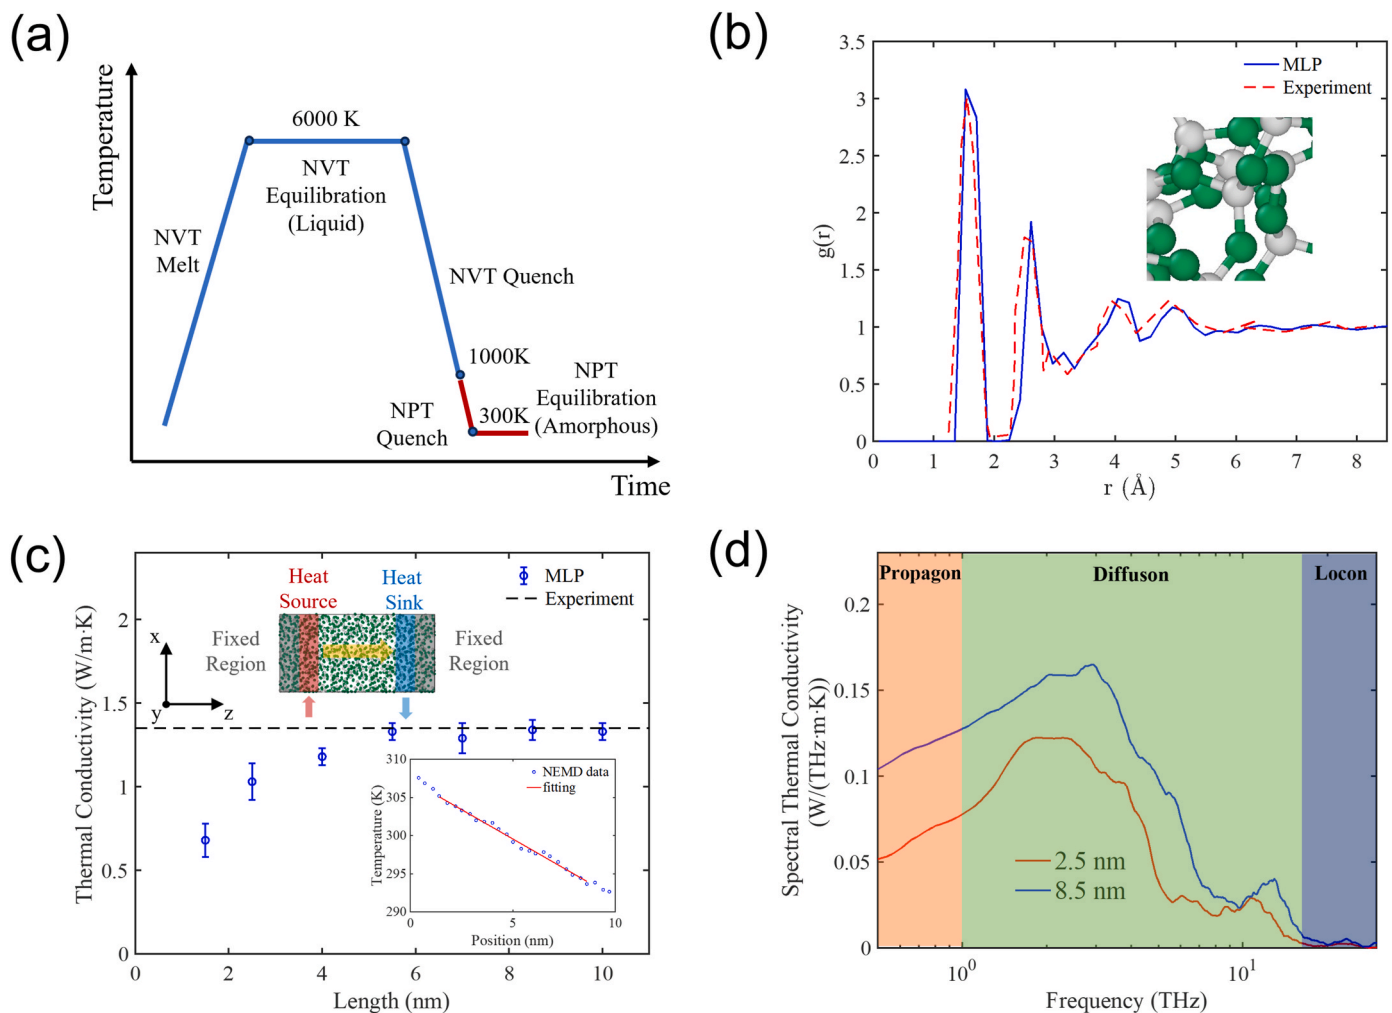 (a)
Temperature
6000 K
NVT
Equilibration
(Liquid)
NVT
Melt
NVT Quench
1000K
NPT
Quench
300K
NPT
Equilibration
(Amorphous)
Time
(b)
3.5
3
2.5
2
1.5
1
0.5
0
g(r)
MLP
Experiment
0 1 2 3 4 5 6 7 8
r (Å)
(c)
Thermal Conductivity (W/m·K)
2
1.5
1
0.5
0
Heat
Source
Heat
Sink
MLP
Experiment
Fixed
Region
Fixed
Region
x
y
z
310
305
300
295
290
Temperature (K)
NEMD data
fitting
0 5 10
Position (nm)
0 2 4 6 8 10
Length (nm)
(d)
Spectral Thermal Conductivity
(W/(THz·m·K))
0.2
0.15
0.1
0.05
0
Propagon
Diffuson
Locon
2.5 nm
8.5 nm
10⁰ 10¹
Frequency (THz)